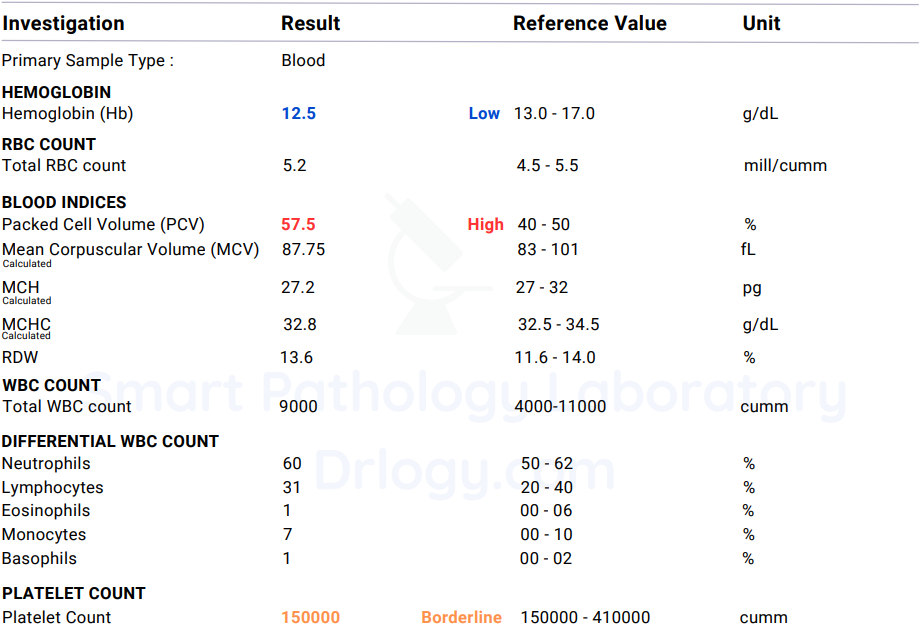 Investigation Result Reference Value Unit
Primary Sample Type : Blood
HEMOGLOBIN
Hemoglobin (Hb) 12.5 Low 13.0 - 17.0 g/dL
RBC COUNT
Total RBC count 5.2 4.5 - 5.5 mill/cumm
BLOOD INDICES
Packed Cell Volume (PCV) 57.5 High 40 - 50 %
Mean Corpuscular Volume (MCV) 87.75 83 - 101 fL
Calculated
MCH 27.2 27 - 32 pg
Calculated
MCHC 32.8 32.5 - 34.5 g/dL
Calculated
RDW 13.6 11.6 - 14.0 %
WBC COUNT
Smart Pathology Laboratory
Total WBC count 9000 4000-11000 cumm
DIFFERENTIAL WBC COUNT
Neutrophils 60 50 - 62 %
Drlogy.com
Lymphocytes 31 20 - 40 %
Eosinophils 1 00 - 06 %
Monocytes 7 00 - 10 %
Basophils 1 00 - 02 %
PLATELET COUNT
Platelet Count 150000 Borderline 150000 - 410000 cumm